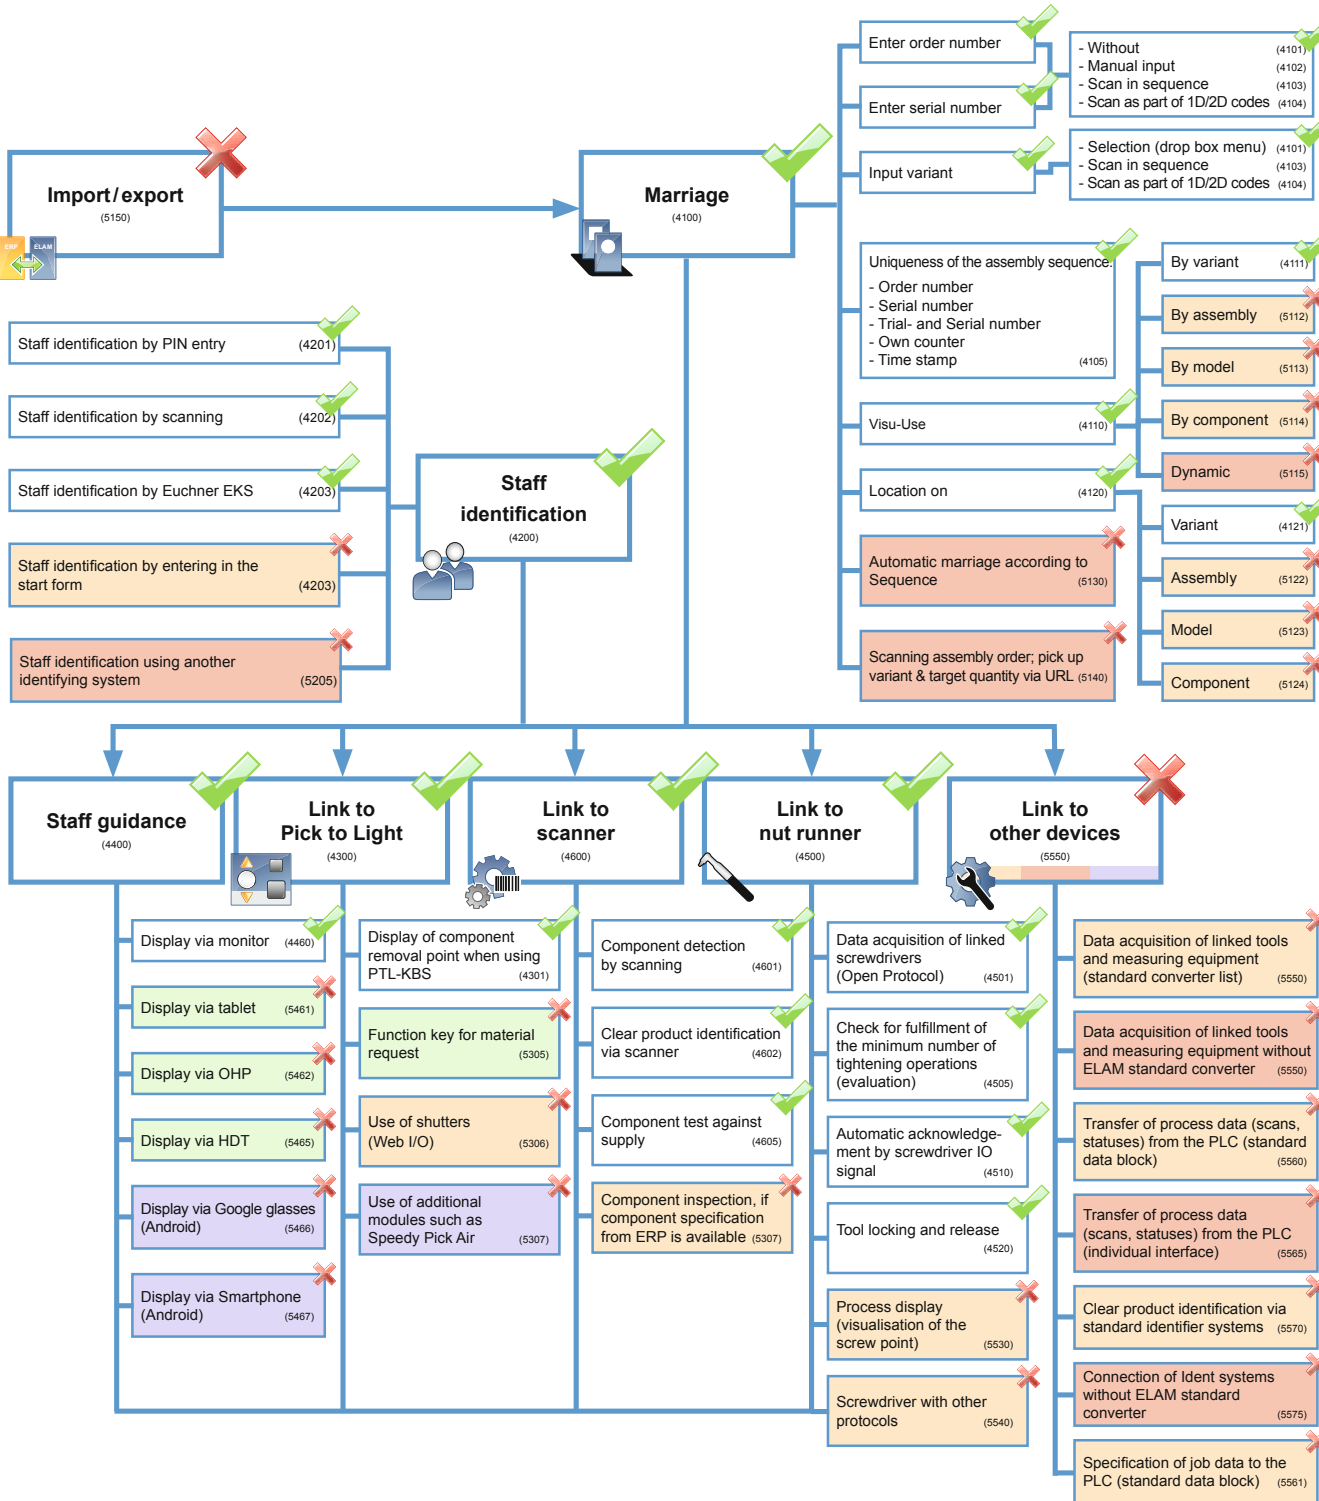 Import/export
(5150)
ERP
ELAM
Marriage
(4100)
Enter order number
Enter serial number
- Without (4101)
- Manual input (4102)
- Scan in sequence (4103)
- Scan as part of 1D/2D codes (4104)
Input variant
- Selection (drop box menu) (4101)
- Scan in sequence (4103)
- Scan as part of 1D/2D codes (4104)
Uniqueness of the assembly sequence:
- Order number
- Serial number
- Trial- and Serial number
- Own counter
- Time stamp (4105)
Visu-Use (4110)
By variant (4111)
By assembly (5112)
By model (5113)
By component (5114)
Dynamic (5115)
Location on (4120)
Variant (4121)
Assembly (5122)
Model (5123)
Component (5124)
Automatic marriage according to
Sequence (5130)
Scanning assembly order; pick up
variant & target quantity via URL (5140)
Staff identification by PIN entry (4201)
Staff identification by scanning (4202)
Staff identification by Euchner EKS (4203)
Staff identification by entering in the
start form (4203)
Staff identification using another
identifying system (5205)
Staff
identification
(4200)
Staff guidance
(4400)
Display via monitor (4460)
Display via tablet (5461)
Display via OHP (5462)
Display via HDT (5465)
Display via Google glasses
(Android) (5466)
Display via Smartphone
(Android) (5467)
Link to
Pick to Light
(4300)
Display of component
removal point when using
PTL-KBS (4301)
Function key for material
request (5305)
Use of shutters
(Web I/O) (5306)
Use of additional
modules such as
Speedy Pick Air (5307)
Link to
scanner
(4600)
Component detection
by scanning (4601)
Clear product identification
via scanner (4602)
Component test against
supply (4605)
Component inspection, if
component specification
from ERP is available (5307)
Link to
nut runner
(4500)
Data acquisition of linked
screwdrivers
(Open Protocol) (4501)
Check for fulfillment of
the minimum number of
tightening operations
(evaluation) (4505)
Automatic acknowledge-
ment by screwdriver IO
signal (4510)
Tool locking and release
(4520)
Process display
(visualisation of the
screw point) (5530)
Screwdriver with other
protocols (5540)
Link to
other devices
(5550)
Data acquisition of linked tools
and measuring equipment
(standard converter list) (5550)
Data acquisition of linked tools
and measuring equipment without
ELAM standard converter (5550)
Transfer of process data (scans,
statuses) from the PLC (standard
data block) (5560)
Transfer of process data
(scans, statuses) from the PLC
(individual interface) (5565)
Clear product identification via
standard identifier systems (5570)
Connection of Ident systems
without ELAM standard
converter (5575)
Specification of job data to the
PLC (standard data block) (5561)